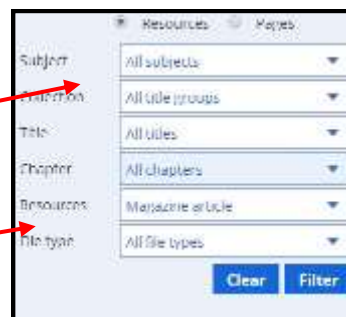 Resources Pages
Subject All subjects
Collection All title groups
Title All titles
Chapter All chapters
Resources Magazine article
File type All file types
Clear Filter